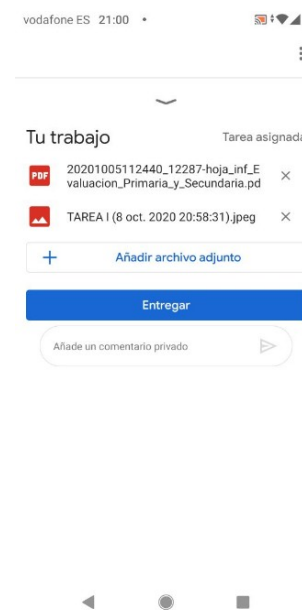 vodafone ES 21:00 •
Tu trabajo
Tarea asignada
PDF
20201005112440_12287-hoja_inf_E
valuacion_Primaria_y_Secundaria.pd
TAREA I (8 oct. 2020 20:58:31).jpeg
Añadir archivo adjunto
Entregar
Añade un comentario privado